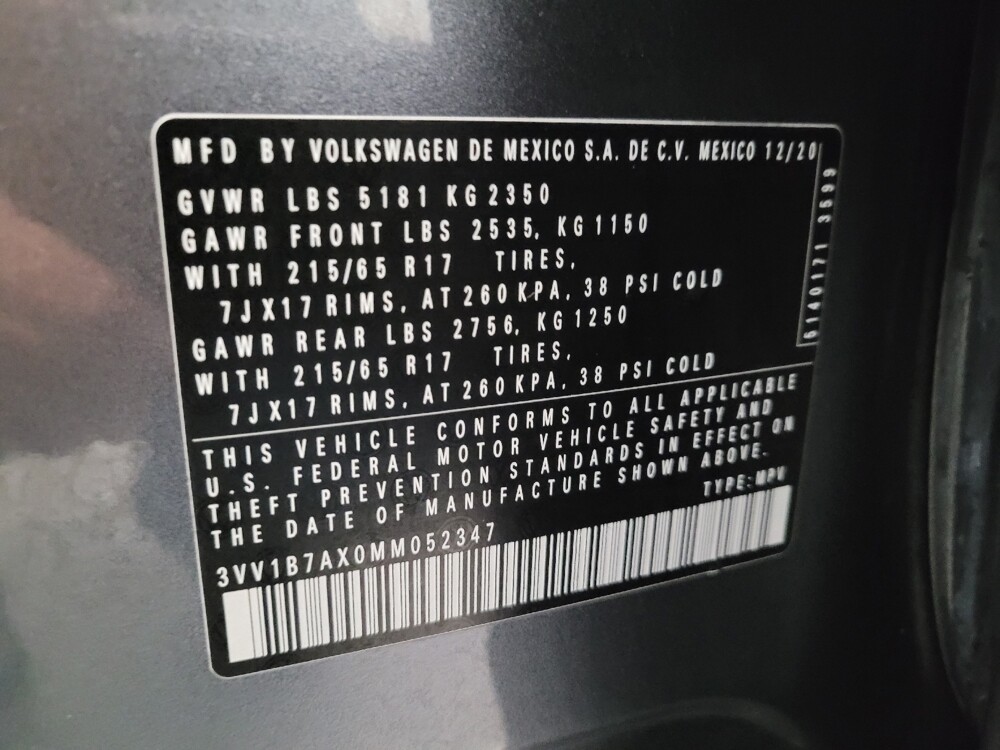 MFD BY VOLKSWAGEN DE MEXICO S.A. DE C.V. MEXICO 12/20
GVWR LBS 5181 KG 2350
GAWR FRONT LBS 2535, KG 1150
WITH 215/65 R17 TIRES,
7J X17 RIMS, AT 260 KPA, 38 PSI COLD
GAWR REAR LBS 2756, KG 1250
WITH 215/65 R17 TIRES,
7J X17 RIMS, AT 260 KPA, 38 PSI COLD
THIS VEHICLE CONFORMS TO ALL APPLICABLE
U.S. FEDERAL MOTOR VEHICLE SAFETY AND
THEFT PREVENTION STANDARDS IN EFFECT ON
THE DATE OF MANUFACTURE SHOWN ABOVE.
TYPE:MPV
3VV1B7AX0MM052347
5140171 3599